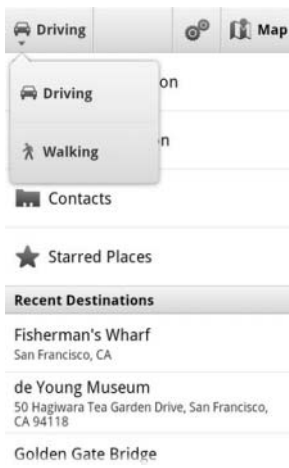 Driving Map
Driving
on
Walking
n
Contacts
Starred Places
Recent Destinations
Fisherman's Wharf
San Francisco, CA
de Young Museum
50 Hagiwara Tea Garden Drive, San Francisco,
CA 94118
Golden Gate Bridge